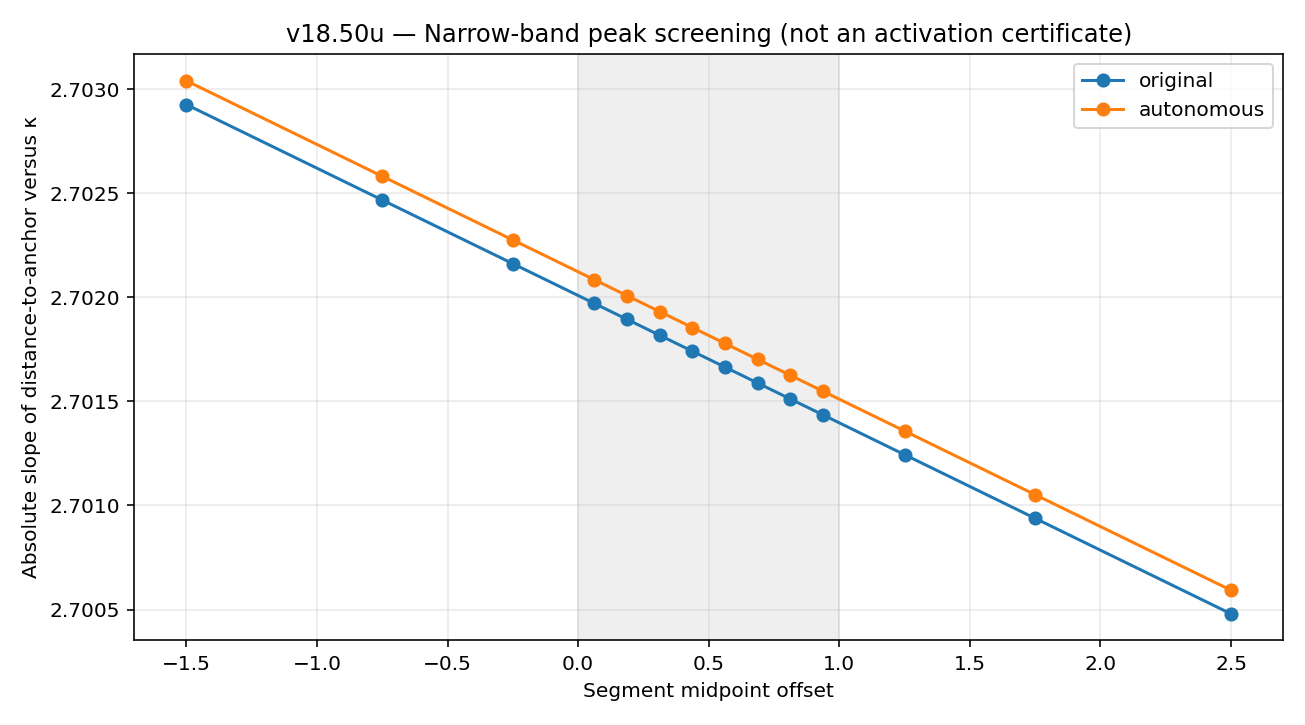 v18.50u — Narrow-band peak screening (not an activation certificate)
original
autonomous
Absolute slope of distance-to-anchor versus κ
2.7030
2.7025
2.7020
2.7015
2.7010
2.7005
−1.5 −1.0 −0.5 0.0 0.5 1.0 1.5 2.0 2.5
Segment midpoint offset